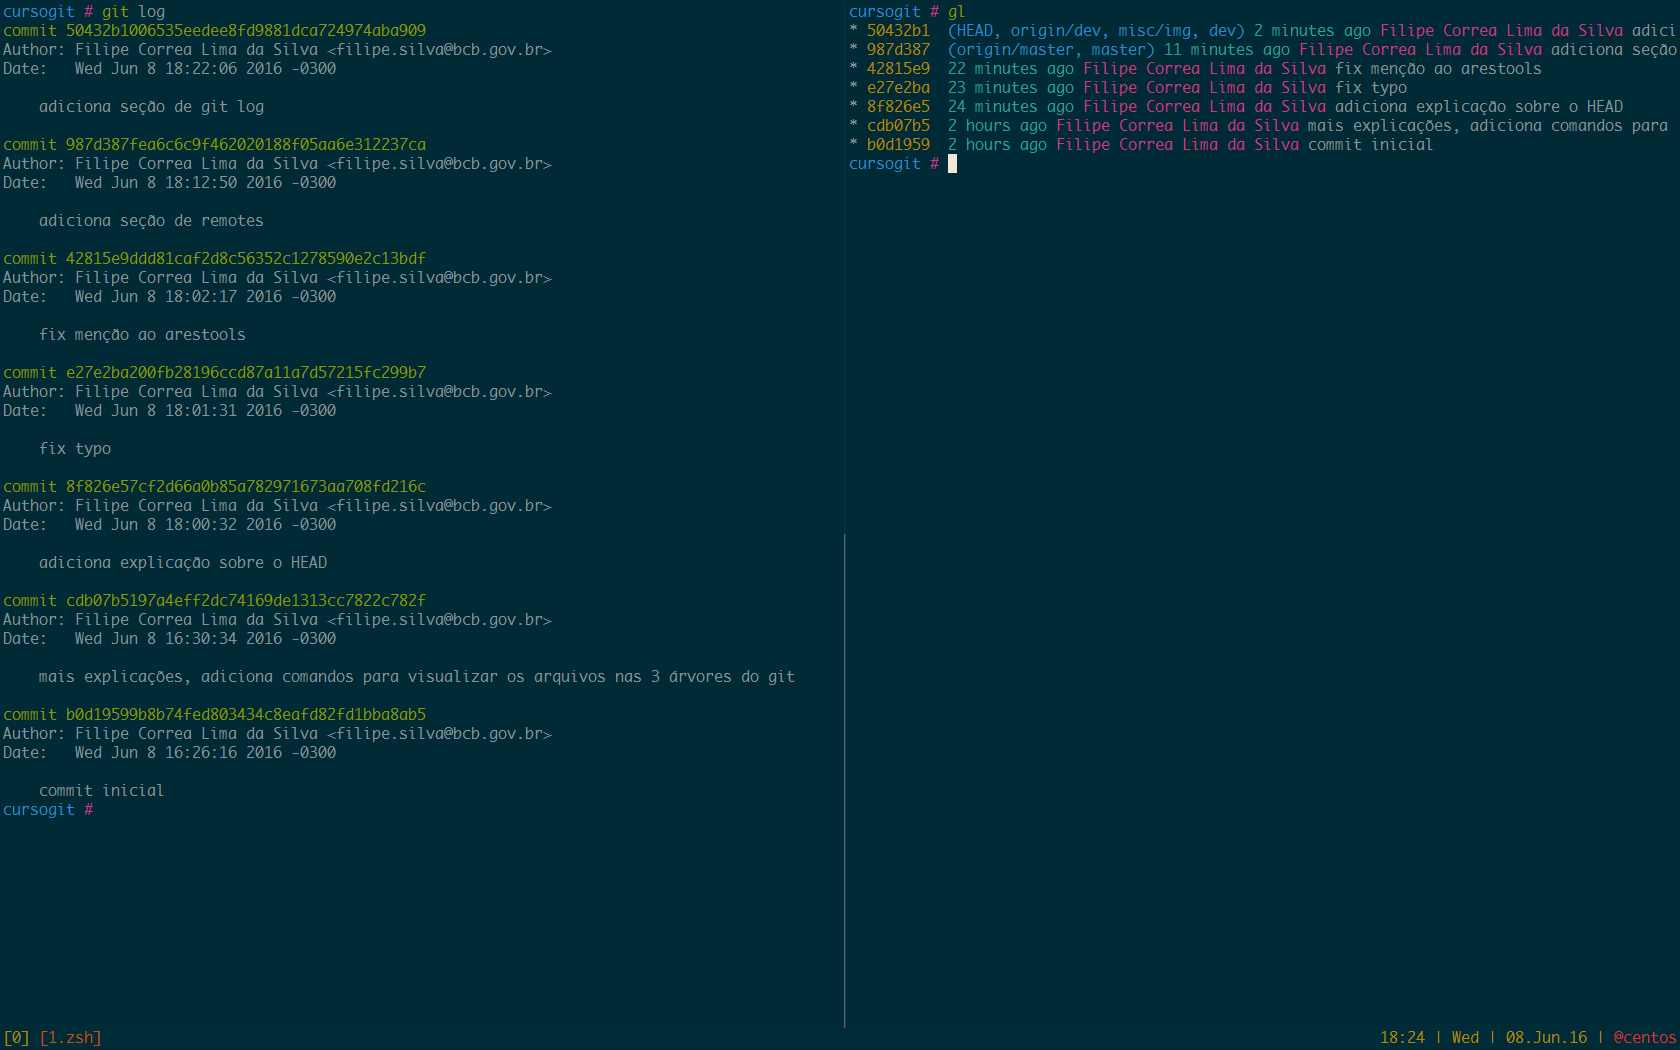 cursogit # git log
commit 50432b1006535eedee8fd9881dca724974aba909
Author: Filipe Correa Lima da Silva <filipe.silva@bcb.gov.br>
Date:   Wed Jun 8 18:22:06 2016 -0300
    adiciona seção de git log
commit 987d387fea6c6c9f462020188f05aa6e312237ca
Author: Filipe Correa Lima da Silva <filipe.silva@bcb.gov.br>
Date:   Wed Jun 8 18:12:50 2016 -0300
    adiciona seção de remotes
commit 42815e9ddd81caf2d8c56352c1278590e2c13bdf
Author: Filipe Correa Lima da Silva <filipe.silva@bcb.gov.br>
Date:   Wed Jun 8 18:02:17 2016 -0300
    fix menção ao arestools
commit e27e2ba200fb28196ccd87a11a7d57215fc299b7
Author: Filipe Correa Lima da Silva <filipe.silva@bcb.gov.br>
Date:   Wed Jun 8 18:01:31 2016 -0300
    fix typo
commit 8f826e57cf2d66a0b85a782971673aa708fd216c
Author: Filipe Correa Lima da Silva <filipe.silva@bcb.gov.br>
Date:   Wed Jun 8 18:00:32 2016 -0300
    adiciona explicação sobre o HEAD
commit cdb07b5197a4eff2dc74169de1313cc7822c782f
Author: Filipe Correa Lima da Silva <filipe.silva@bcb.gov.br>
Date:   Wed Jun 8 16:30:34 2016 -0300
    mais explicações, adiciona comandos para visualizar os arquivos nas 3 árvores do git
commit b0d19599b8b74fed803434c8eafd82fd1bba8ab5
Author: Filipe Correa Lima da Silva <filipe.silva@bcb.gov.br>
Date:   Wed Jun 8 16:26:16 2016 -0300
    commit inicial
cursogit #
cursogit # gl
* 50432b1  (HEAD, origin/dev, misc/img, dev) 2 minutes ago Filipe Correa Lima da Silva adici
* 987d387  (origin/master, master) 11 minutes ago Filipe Correa Lima da Silva adiciona seção
* 42815e9  22 minutes ago Filipe Correa Lima da Silva fix menção ao arestools
* e27e2ba  23 minutes ago Filipe Correa Lima da Silva fix typo
* 8f826e5  24 minutes ago Filipe Correa Lima da Silva adiciona explicação sobre o HEAD
* cdb07b5  2 hours ago Filipe Correa Lima da Silva mais explicações, adiciona comandos para
* b0d1959  2 hours ago Filipe Correa Lima da Silva commit inicial
cursogit #
[0] [1.zsh]
18:24 | Wed | 08.Jun.16 | @centos